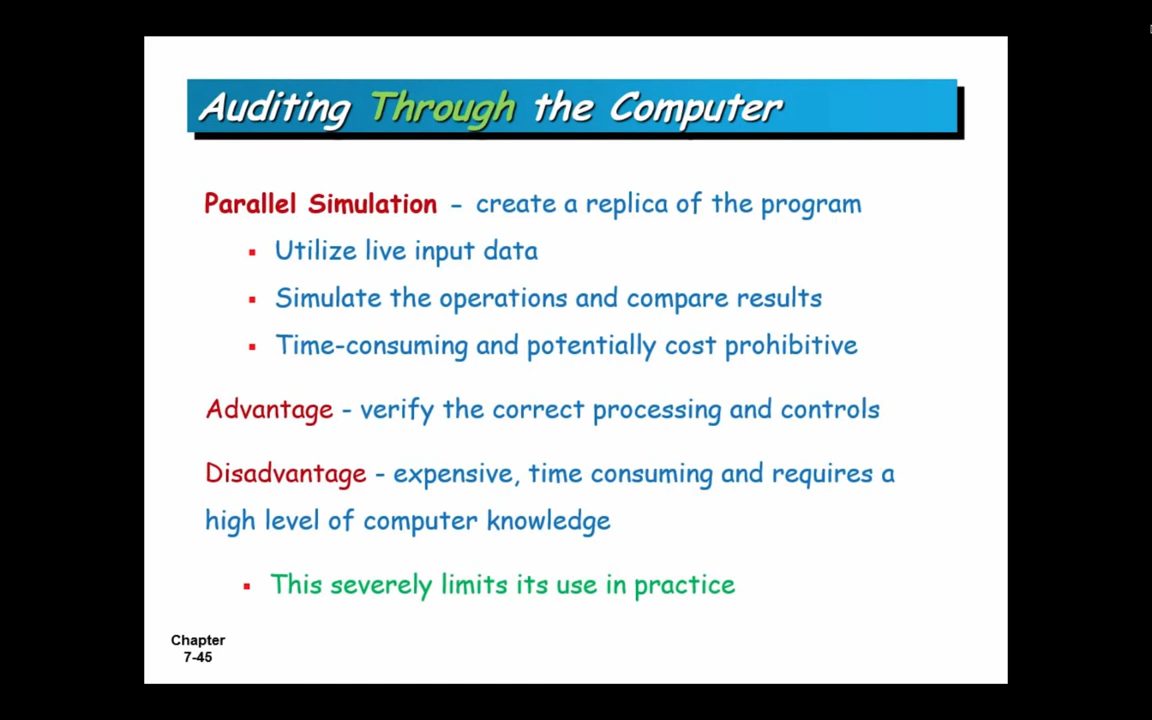 Auditing Through the Computer
Parallel Simulation – create a replica of the program
▪ Utilize live input data
▪ Simulate the operations and compare results
▪ Time-consuming and potentially cost prohibitive
Advantage - verify the correct processing and controls
Disadvantage - expensive, time consuming and requires a
high level of computer knowledge
▪ This severely limits its use in practice
Chapter
7-45